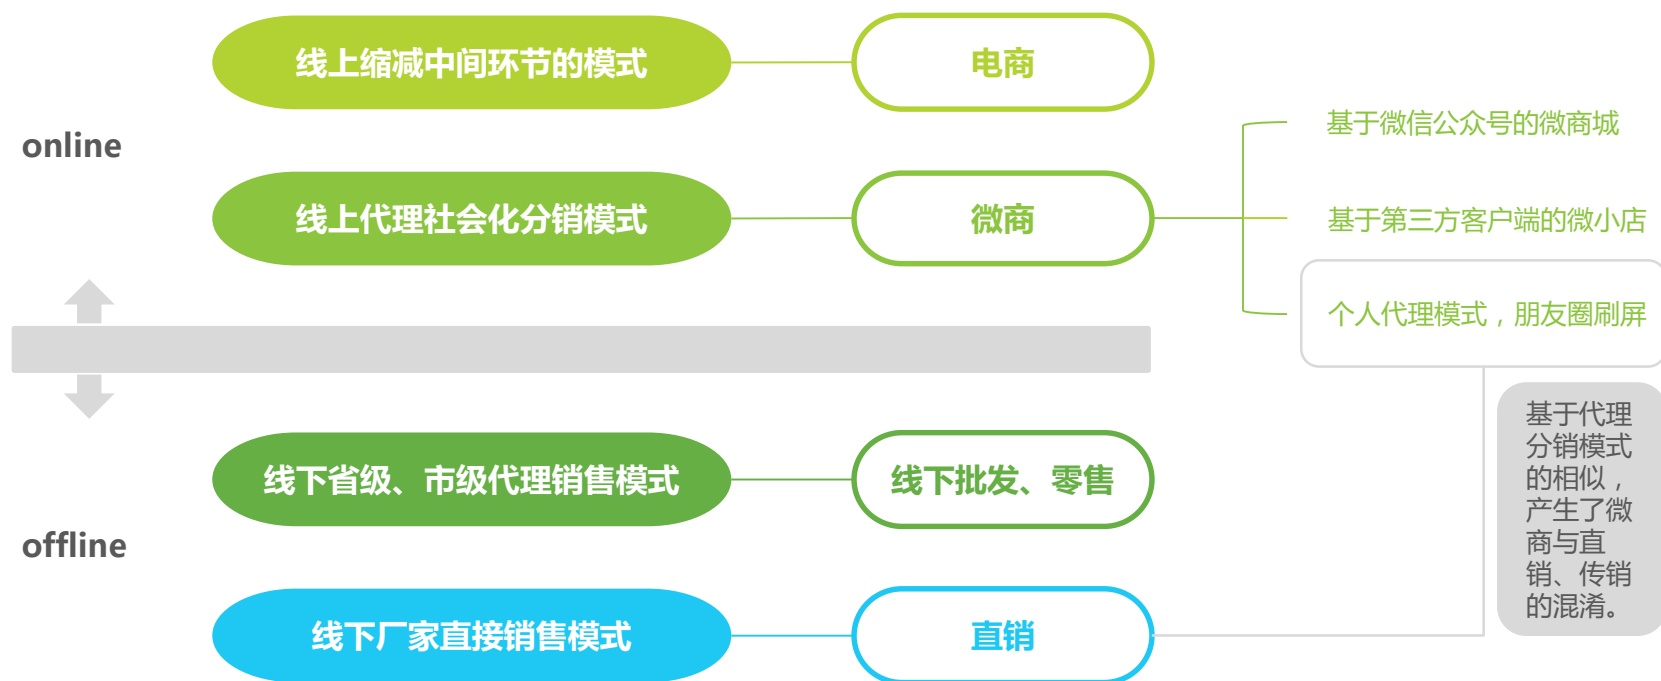 线上缩减中间环节的模式
电商
online
基于微信公众号的微商城
线上代理社会化分销模式
微商
基于第三方客户端的微小店
个人代理模式，朋友圈刷屏
线下省级、市级代理销售模式
线下批发、零售
offline
线下厂家直接销售模式
直销
基于代理
分销模式
的相似，
产生了微
商与直
销、传销
的混淆。